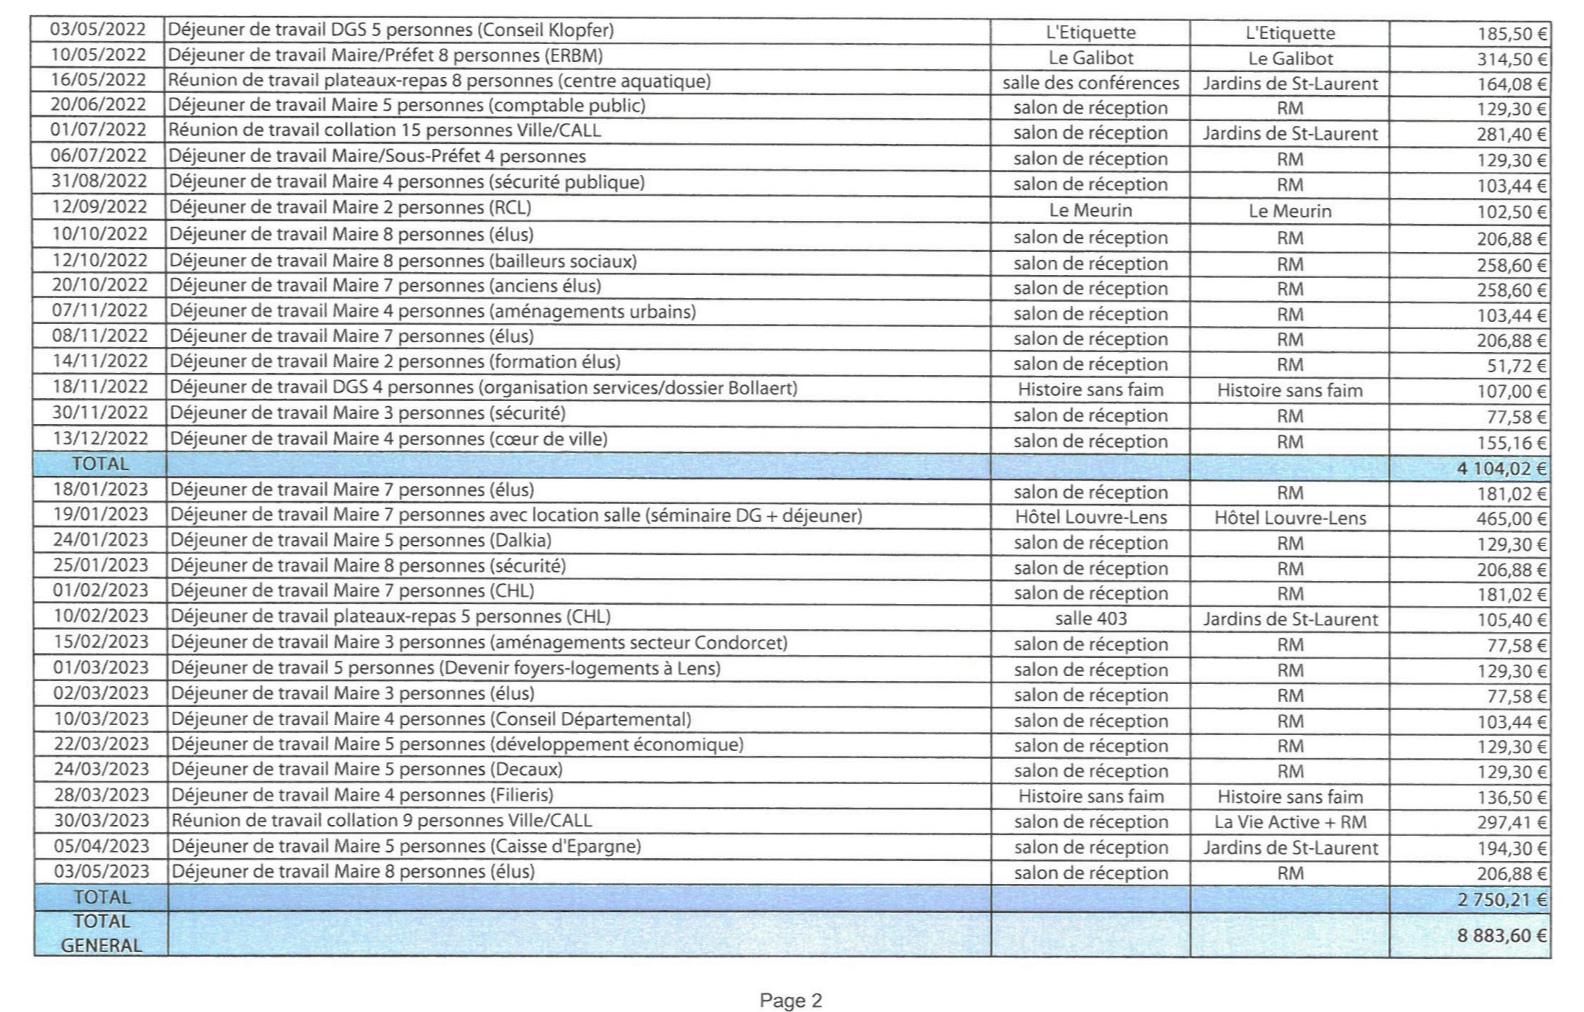 03/05/2022 Déjeuner de travail DGS 5 personnes (Conseil Klopfer) L'Etiquette L'Etiquette 185,50 €
10/05/2022 Déjeuner de travail Maire/Préfet 8 personnes (ERBM) Le Galibot Le Galibot 314,50 €
16/05/2022 Réunion de travail plateaux-repas 8 personnes (centre aquatique) salle des conférences Jardins de St-Laurent 164,08 €
20/06/2022 Déjeuner de travail Maire 5 personnes (comptable public) salon de réception RM 129,30 €
01/07/2022 Réunion de travail collation 15 personnes Ville/CALL salon de réception Jardins de St-Laurent 281,40 €
06/07/2022 Déjeuner de travail Maire/Sous-Préfet 4 personnes salon de réception RM 129,30 €
31/08/2022 Déjeuner de travail Maire 4 personnes (sécurité publique) salon de réception RM 103,44 €
12/09/2022 Déjeuner de travail Maire 2 personnes (RCL) Le Meurin Le Meurin 102,50 €
10/10/2022 Déjeuner de travail Maire 8 personnes (élus) salon de réception RM 206,88 €
12/10/2022 Déjeuner de travail Maire 8 personnes (bailleurs sociaux) salon de réception RM 258,60 €
20/10/2022 Déjeuner de travail Maire 7 personnes (anciens élus) salon de réception RM 258,60 €
07/11/2022 Déjeuner de travail Maire 4 personnes (aménagements urbains) salon de réception RM 103,44 €
08/11/2022 Déjeuner de travail Maire 7 personnes (élus) salon de réception RM 206,88 €
14/11/2022 Déjeuner de travail Maire 2 personnes (formation élus) salon de réception RM 51,72 €
18/11/2022 Déjeuner de travail DGS 4 personnes (organisation services/dossier Bollaert) Histoire sans faim Histoire sans faim 107,00 €
30/11/2022 Déjeuner de travail Maire 3 personnes (sécurité) salon de réception RM 77,58 €
13/12/2022 Déjeuner de travail Maire 4 personnes (cœur de ville) salon de réception RM 155,16 €
TOTAL 4 104,02 €
18/01/2023 Déjeuner de travail Maire 7 personnes (élus) salon de réception RM 181,02 €
19/01/2023 Déjeuner de travail Maire 7 personnes avec location salle (séminaire DG + déjeuner) Hôtel Louvre-Lens Hôtel Louvre-Lens 465,00 €
24/01/2023 Déjeuner de travail Maire 5 personnes (Dalkia) salon de réception RM 129,30 €
25/01/2023 Déjeuner de travail Maire 8 personnes (sécurité) salon de réception RM 206,88 €
01/02/2023 Déjeuner de travail Maire 7 personnes (CHL) salon de réception RM 181,02 €
10/02/2023 Déjeuner de travail plateaux-repas 5 personnes (CHL) salle 403 Jardins de St-Laurent 105,40 €
15/02/2023 Déjeuner de travail Maire 3 personnes (aménagements secteur Condorcet) salon de réception RM 77,58 €
01/03/2023 Déjeuner de travail 5 personnes (Devenir foyers-logements à Lens) salon de réception RM 129,30 €
02/03/2023 Déjeuner de travail Maire 3 personnes (élus) salon de réception RM 77,58 €
10/03/2023 Déjeuner de travail Maire 4 personnes (Conseil Départemental) salon de réception RM 103,44 €
22/03/2023 Déjeuner de travail Maire 5 personnes (développement économique) salon de réception RM 129,30 €
24/03/2023 Déjeuner de travail Maire 5 personnes (Decaux) salon de réception RM 129,30 €
28/03/2023 Déjeuner de travail Maire 4 personnes (Filieris) Histoire sans faim Histoire sans faim 136,50 €
30/03/2023 Réunion de travail collation 9 personnes Ville/CALL salon de réception La Vie Active + RM 297,41 €
05/04/2023 Déjeuner de travail Maire 5 personnes (Caisse d'Epargne) salon de réception Jardins de St-Laurent 194,30 €
03/05/2023 Déjeuner de travail Maire 8 personnes (élus) salon de réception RM 206,88 €
TOTAL 2 750,21 €
TOTAL
GENERAL 8 883,60 €
Page 2